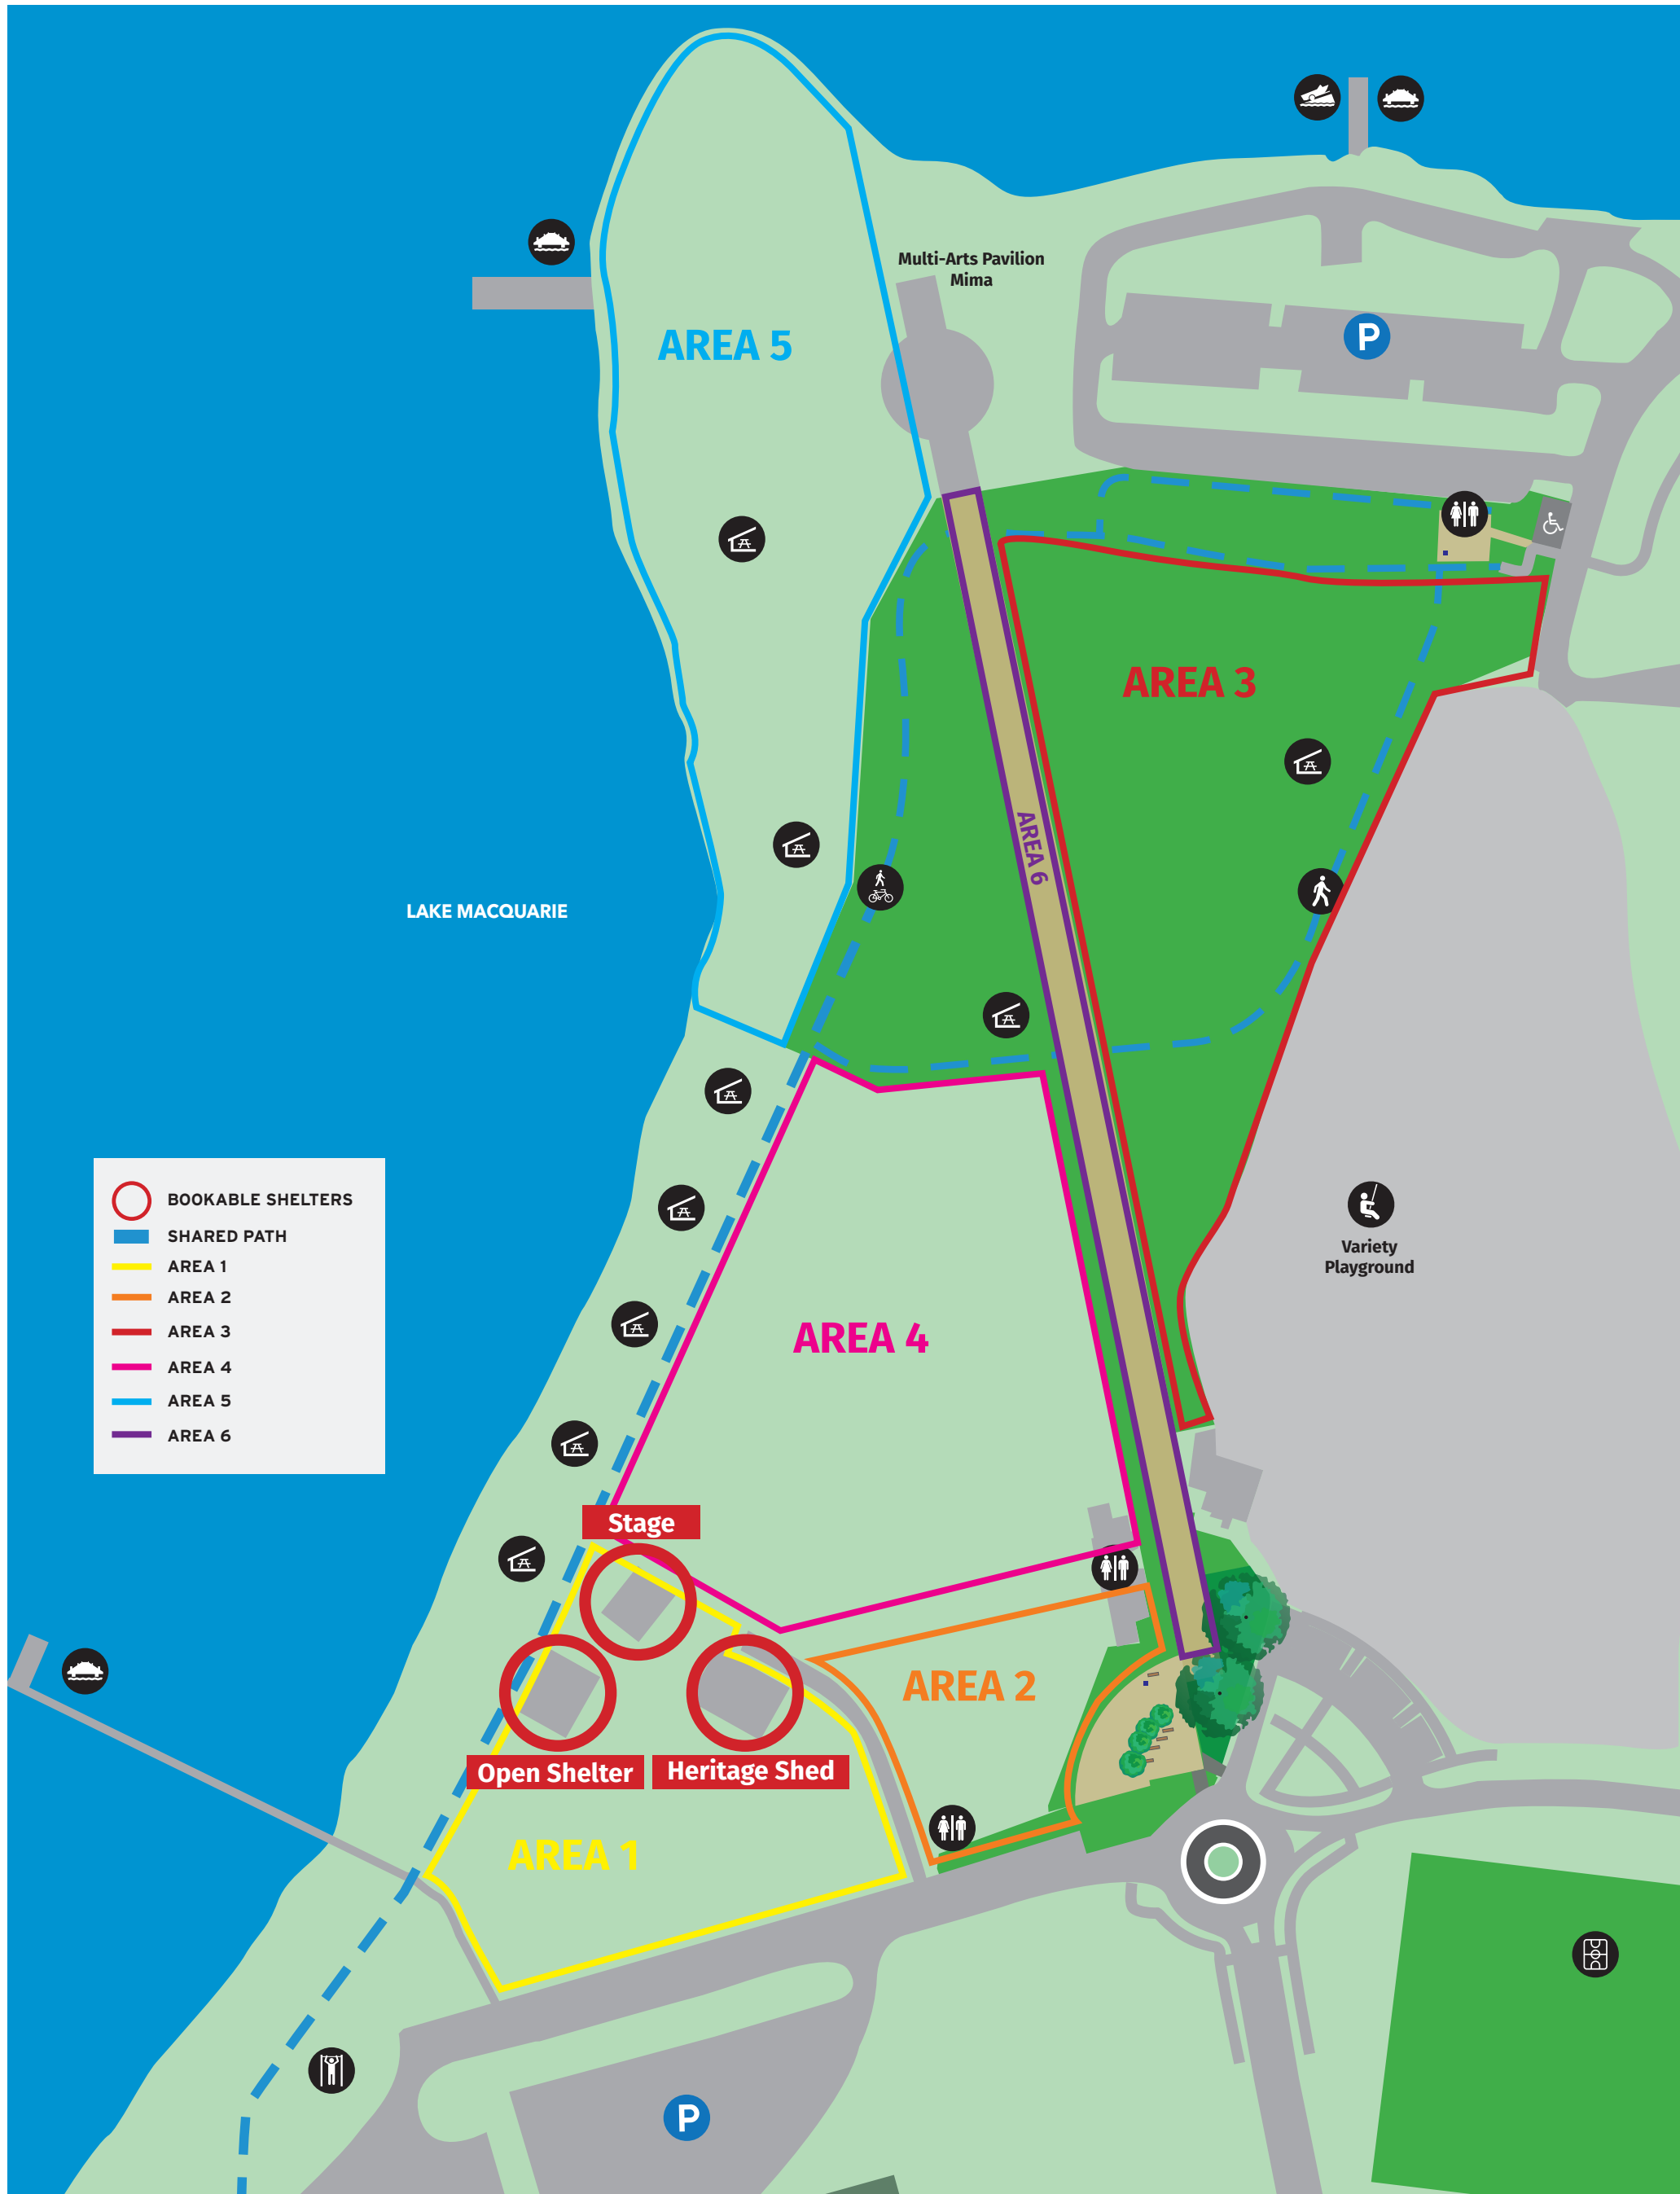 Multi-Arts Pavilion
Mima
P
AREA 5
AREA 3
AREA 6
LAKE MACQUARIE
BOOKABLE SHELTERS
SHARED PATH
AREA 1
AREA 2
AREA 3
AREA 4
AREA 5
AREA 6
Variety
Playground
AREA 4
Stage
AREA 2
Open Shelter
Heritage Shed
AREA 1
P